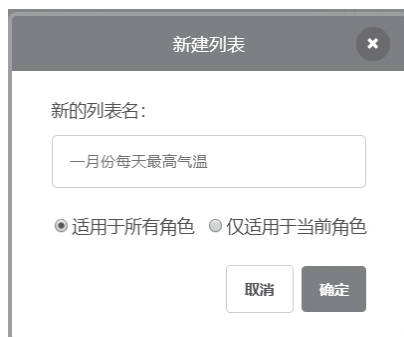 新建列表
新的列表名：
一月份每天最高气温
适用于所有角色 仅适用于当前角色
取消 确定